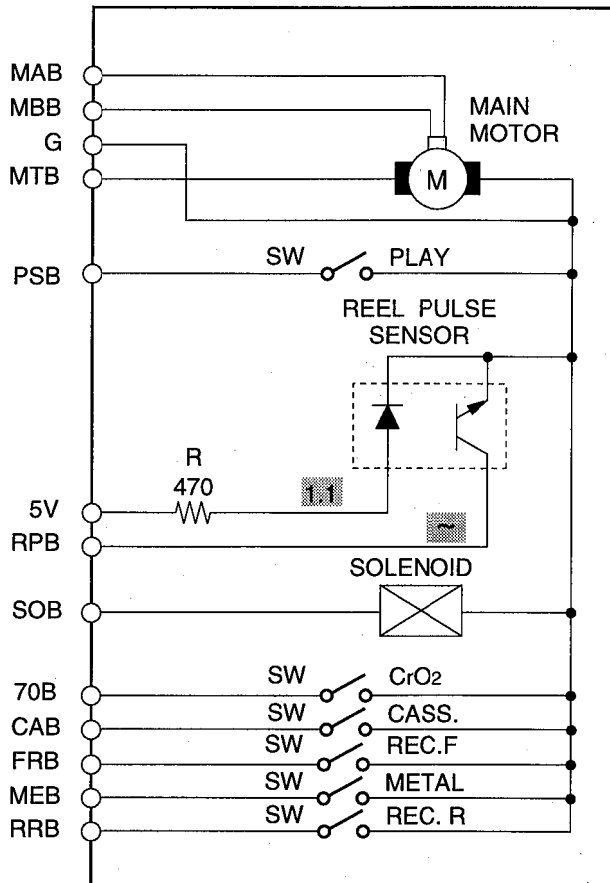 MAB
MBB
MAIN
MOTOR
G
MTB
M
PSB
SW
PLAY
REEL PULSE
SENSOR
R
470
1.1
5V
~
RPB
SOLENOID
SOB
70B
SW
CrO2
CAB
SW
CASS.
FRB
SW
REC.F
MEB
SW
METAL
RRB
SW
REC. R